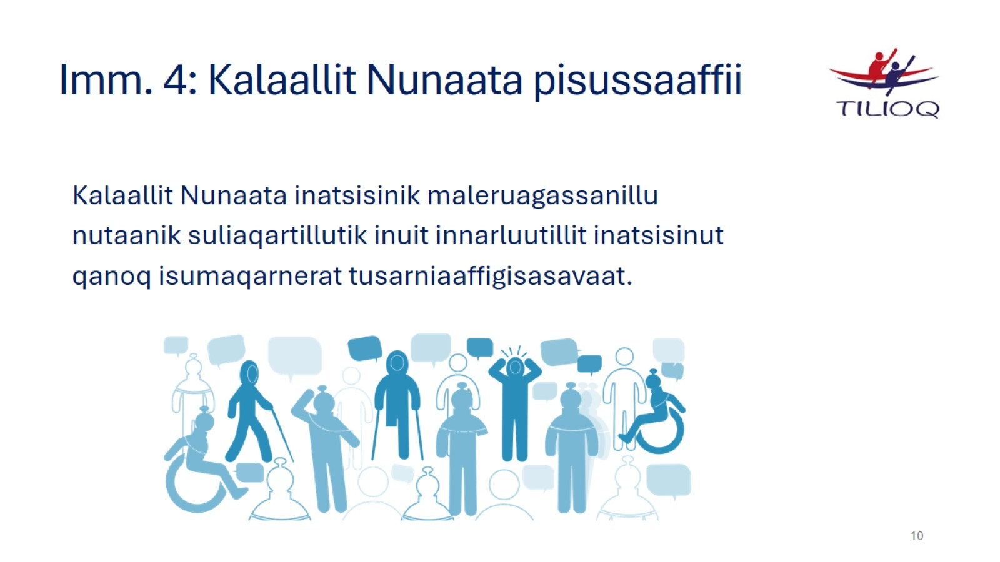 Imm. 4: Kalaallit Nunaata pisussaaffii
TILIOQ
Kalaallit Nunaata inatsisinik maleruagassanillu
nutaanik suliaqartillutik inuit innarluutillit inatsisinut
qanoq isumaqarnerat tusarniaaffigisasavaat.
10